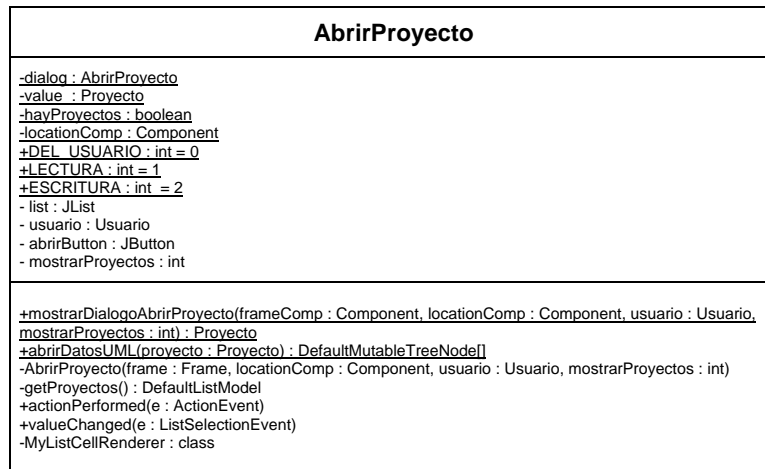 AbrirProyecto
-dialog : AbrirProyecto
-value : Proyecto
-hayProyectos : boolean
-locationComp : Component
+DEL_USUARIO : int = 0
+LECTURA : int = 1
+ESCRITURA : int = 2
- list : JList
- usuario : Usuario
- abrirButton : JButton
- mostrarProyectos : int
+mostrarDialogoAbrirProyecto(frameComp : Component, locationComp : Component, usuario : Usuario,
mostrarProyectos : int) : Proyecto
+abrirDatosUML(proyecto : Proyecto) : DefaultMutableTreeNode[]
-AbrirProyecto(frame : Frame, locationComp : Component, usuario : Usuario, mostrarProyectos : int)
-getProyectos() : DefaultListModel
+actionPerformed(e : ActionEvent)
+valueChanged(e : ListSelectionEvent)
-MyListCellRenderer : class